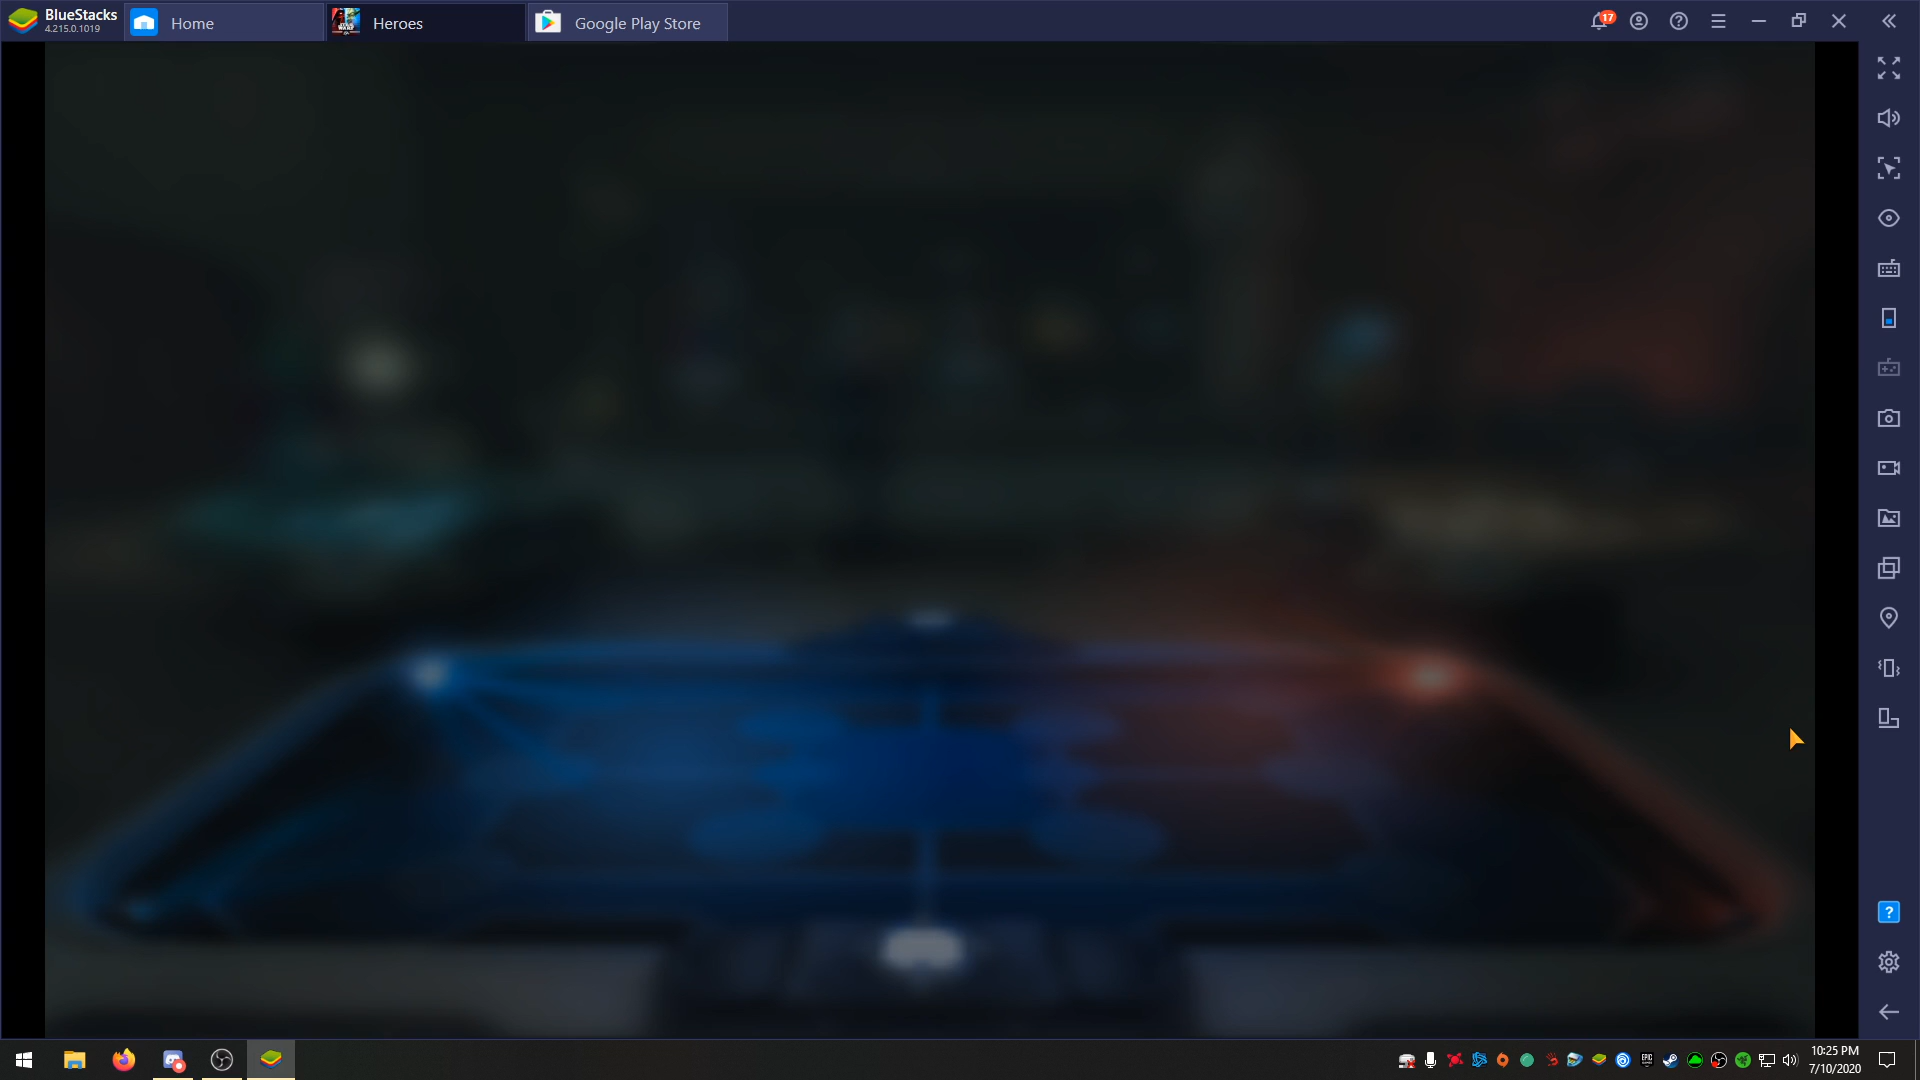 BlueStacks
4.215.0.1019
Home
Heroes
Google Play Store
17
10:25 PM
7/10/2020